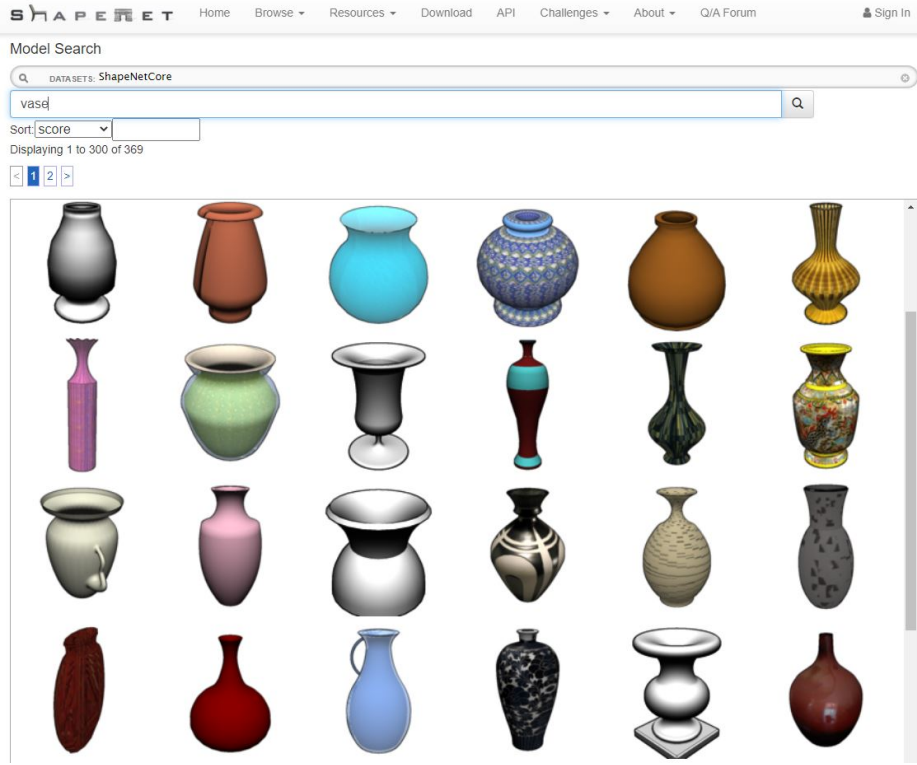 SHAPENET Home Browse Resources Download API Challenges About Q/A Forum Sign In
Model Search
DATASETS: ShapeNetCore
vase
Sort: score
Displaying 1 to 300 of 369
< 1 2 >